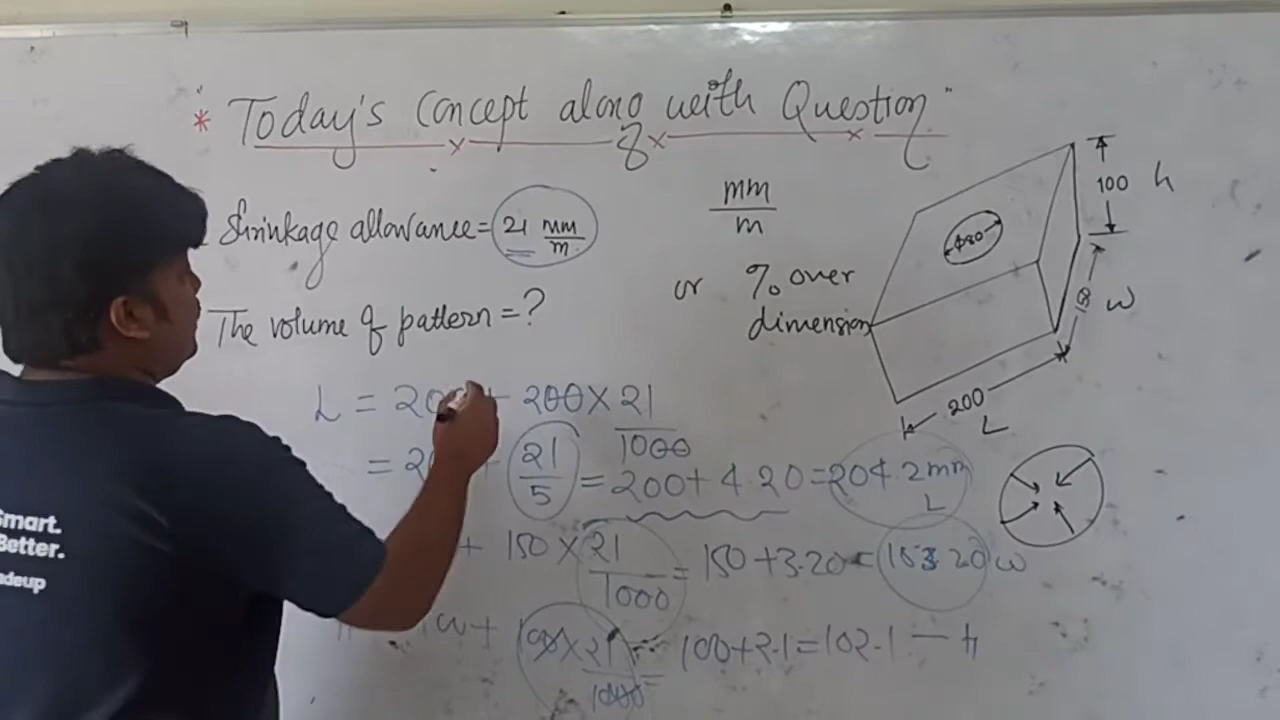 * Today's Concept along with Question"
Shrinkage allowance = 21 mm/m
mm/m
The volume of pattern = ?
or % over
dimension
100 h
φ80
w
200
L
L = 200 + 200 × 21/1000
= 20 + 21/5 = 200 + 4.20 = 204.2 mm
L
+ 150 × 21/1000 = 150 + 3.20 = 153.20 w
+ 100 × 21/1000 = 100 + 2.1 = 102.1 — h
Smart.
Better.
adeup